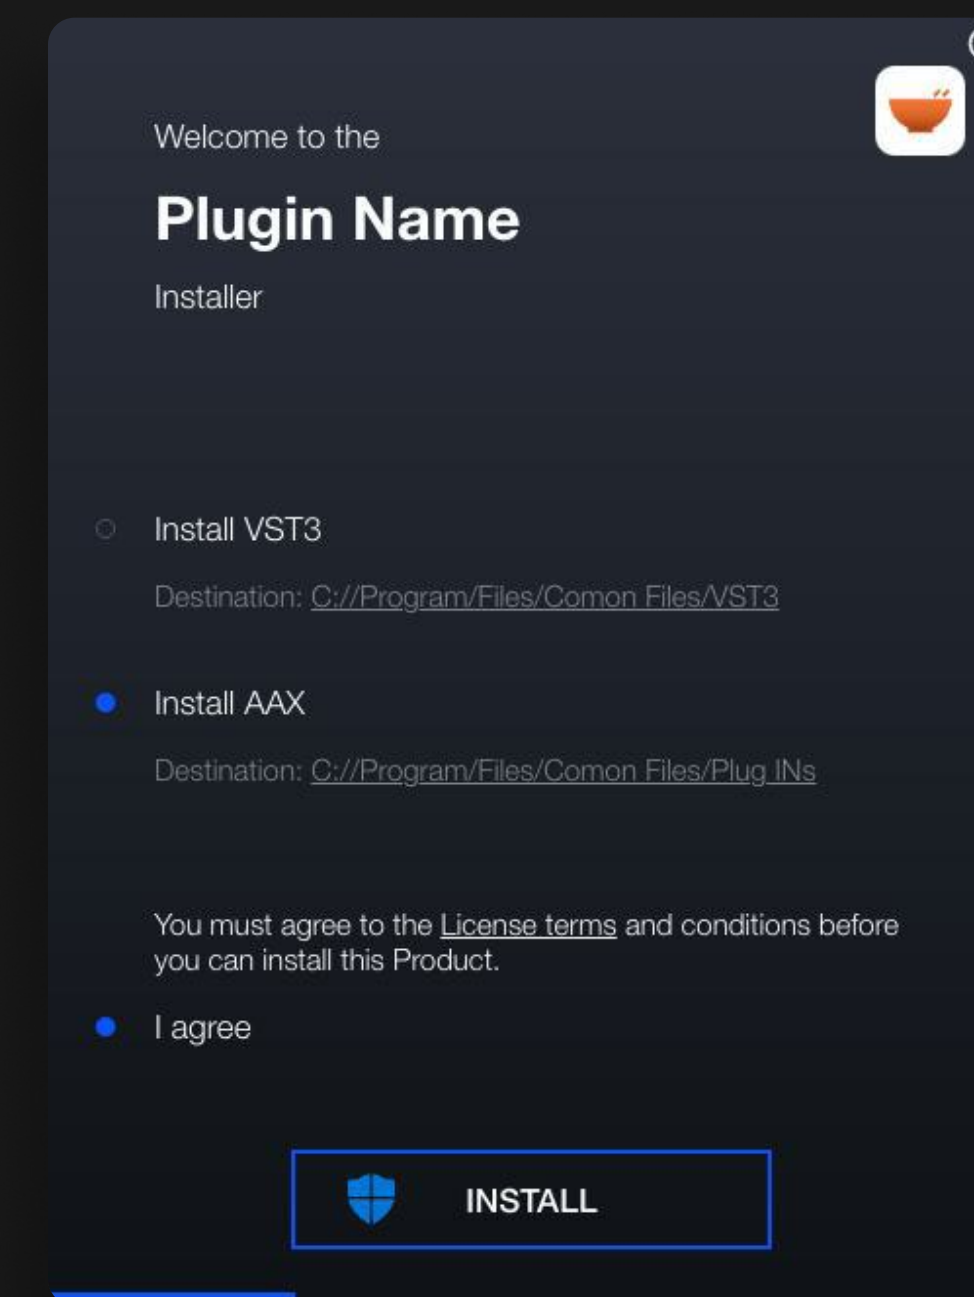 Welcome to the
Plugin Name
Installer
Install VST3
Destination: C://Program/Files/Comon Files/VST3
Install AAX
Destination: C://Program/Files/Comon Files/Plug INs
You must agree to the License terms and conditions before
you can install this Product.
I agree
INSTALL